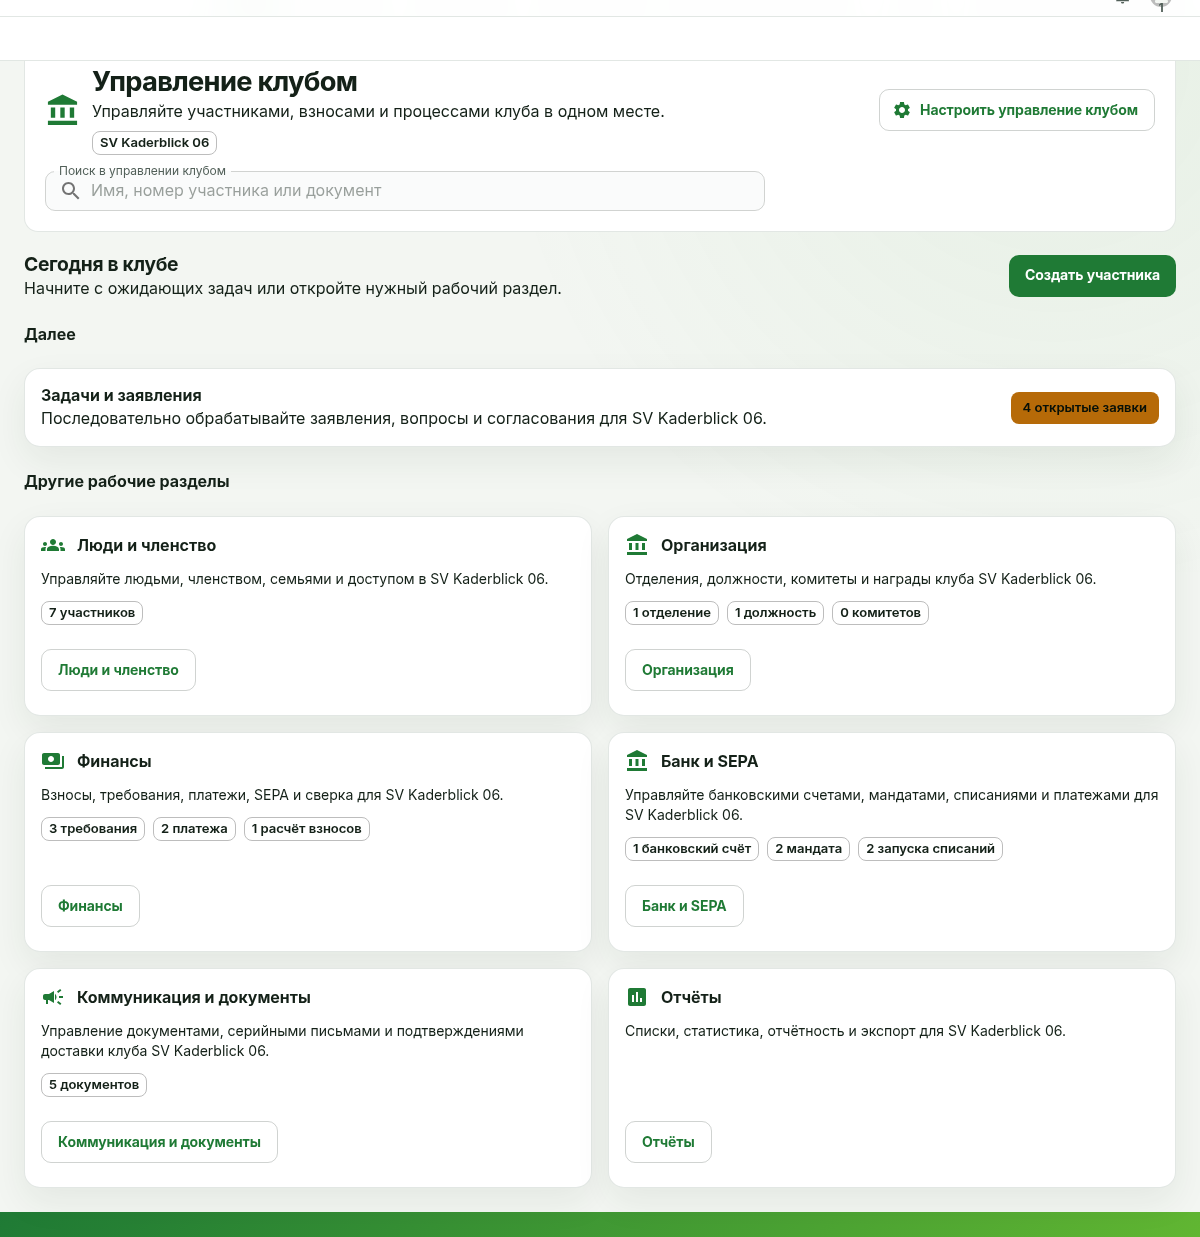 Управление клубом
Управляйте участниками, взносами и процессами клуба в одном месте.
SV Kaderblick 06
Настроить управление клубом
Поиск в управлении клубом
Имя, номер участника или документ
Сегодня в клубе
Начните с ожидающих задач или откройте нужный рабочий раздел.
Создать участника
Далее
Задачи и заявления
Последовательно обрабатывайте заявления, вопросы и согласования для SV Kaderblick 06.
4 открытые заявки
Другие рабочие разделы
Люди и членство
Управляйте людьми, членством, семьями и доступом в SV Kaderblick 06.
7 участников
Люди и членство
Организация
Отделения, должности, комитеты и награды клуба SV Kaderblick 06.
1 отделение 1 должность 0 комитетов
Организация
Финансы
Взносы, требования, платежи, SEPA и сверка для SV Kaderblick 06.
3 требования 2 платежа 1 расчёт взносов
Финансы
Банк и SEPA
Управляйте банковскими счетами, мандатами, списаниями и платежами для
SV Kaderblick 06.
1 банковский счёт 2 мандата 2 запуска списаний
Банк и SEPA
Коммуникация и документы
Управление документами, серийными письмами и подтверждениями
доставки клуба SV Kaderblick 06.
5 документов
Коммуникация и документы
Отчёты
Списки, статистика, отчётность и экспорт для SV Kaderblick 06.
Отчёты